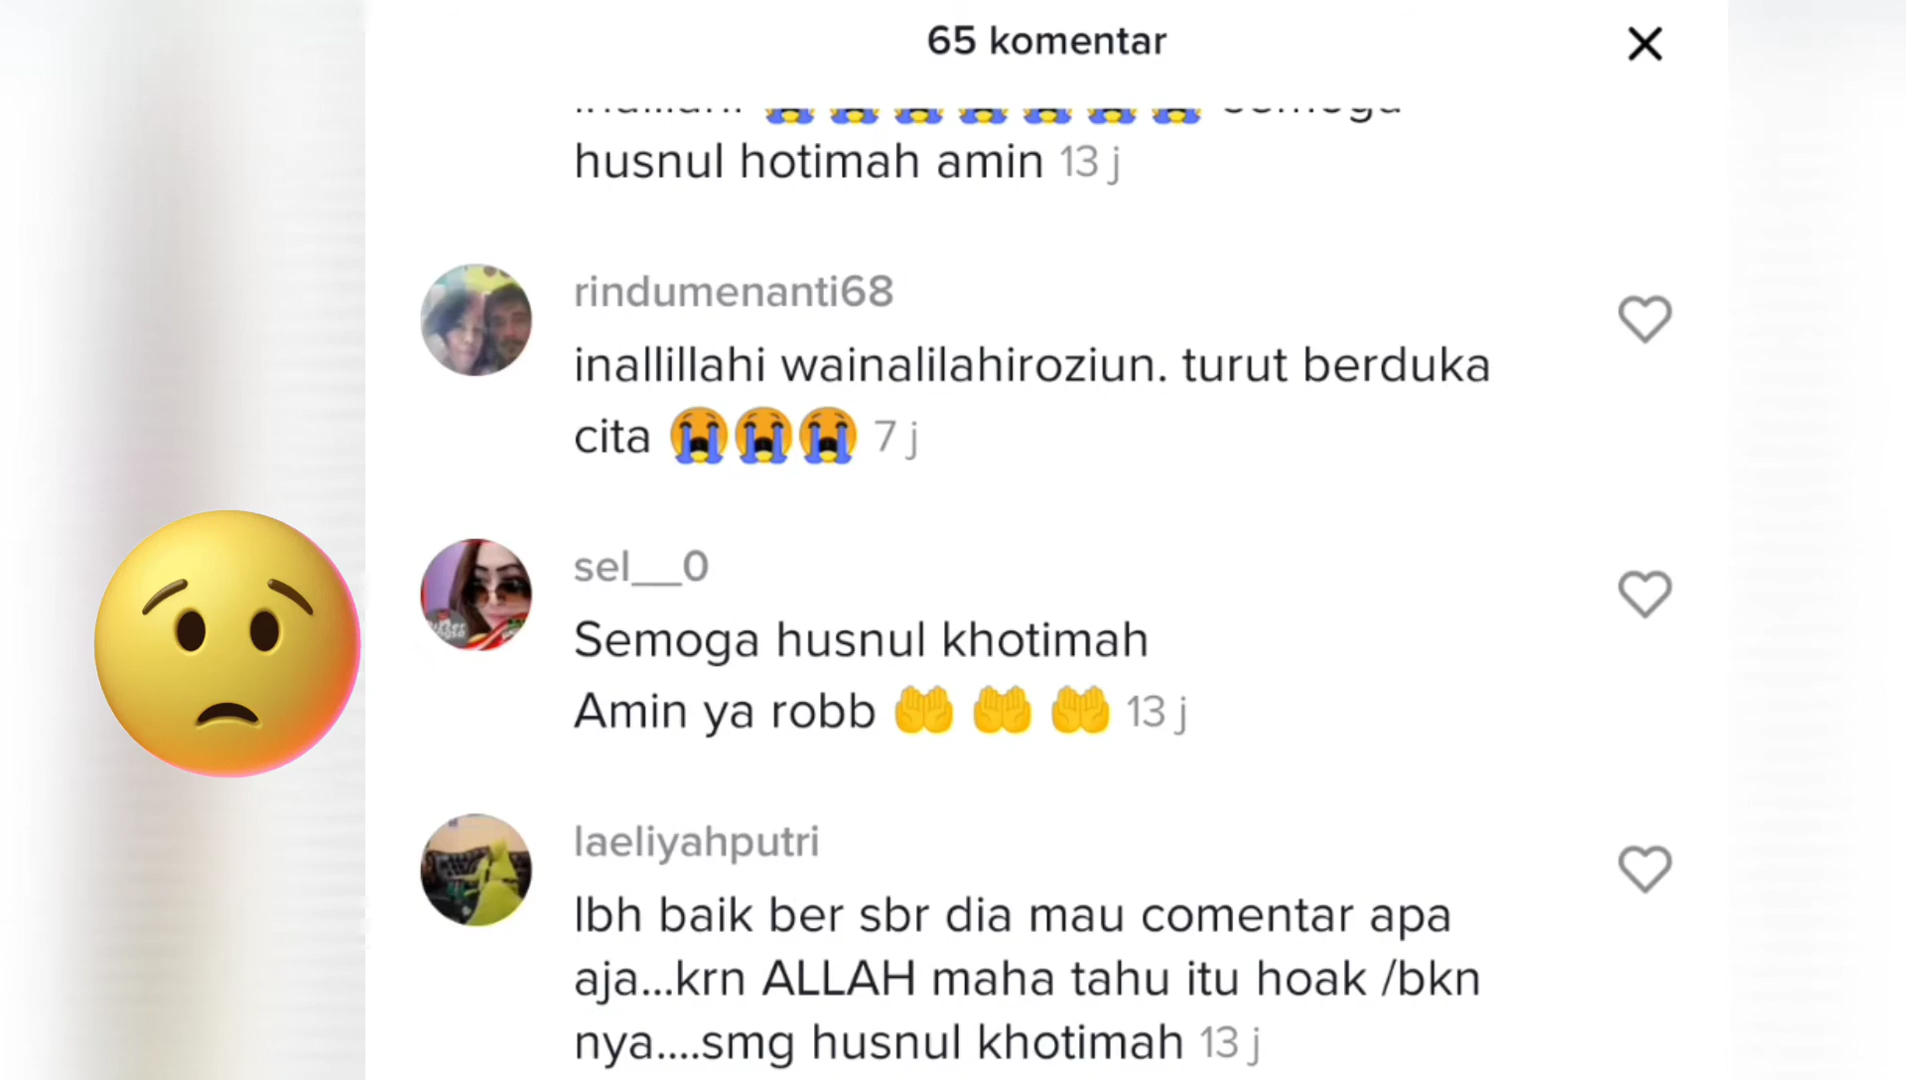 65 komentar
husnul hotimah amin 13 j
rindumenanti68
inallillahi wainalilahiroziun. turut berduka
cita 😭😭😭 7 j
sel__0
Semoga husnul khotimah
Amin ya robb 🤲 🤲 🤲 13 j
laeliyahputri
lbh baik ber sbr dia mau comentar apa
aja...krn ALLAH maha tahu itu hoak /bkn
nya....smg husnul khotimah 13 j